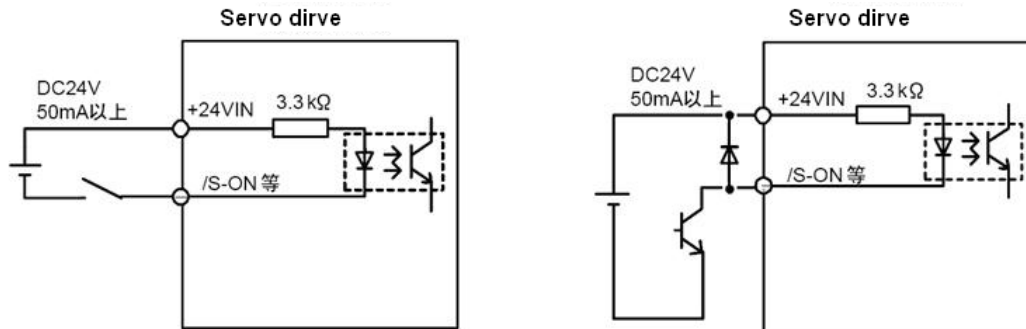 Servo dirve
DC24V
50mA以上
+24VIN
3.3kΩ
/S-ON等
Servo dirve
DC24V
50mA以上
+24VIN
3.3kΩ
/S-ON等